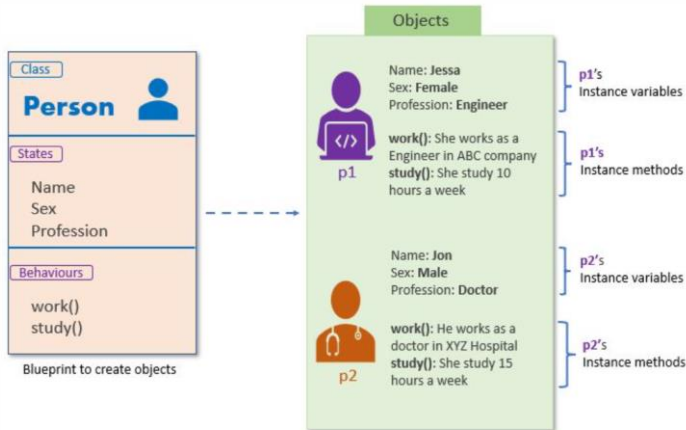 Class
Person
States
Name
Sex
Profession
Behaviours
work()
study()
Blueprint to create objects
Objects
</>
p1
Name: Jessa
Sex: Female
Profession: Engineer
work(): She works as a
Engineer in ABC company
study(): She study 10
hours a week
p1's
Instance variables
p1's
Instance methods
p2
Name: Jon
Sex: Male
Profession: Doctor
work(): He works as a
doctor in XYZ Hospital
study(): She study 15
hours a week
p2's
Instance variables
p2's
Instance methods